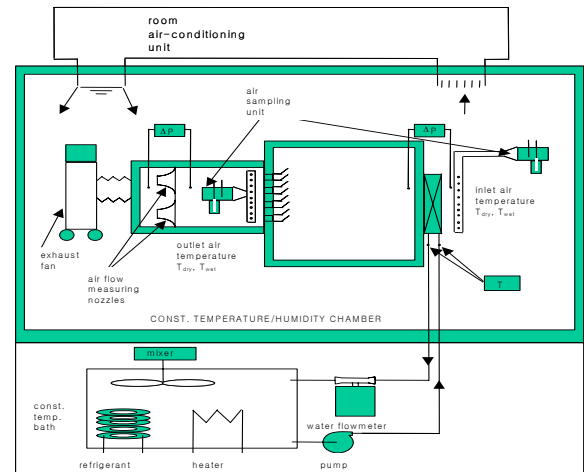 room
air-conditioning
unit
air
sampling
unit
ΔP
ΔP
inlet air
temperature
Tdry, Twet
exhaust
fan
outlet air
temperature
Tdry, Twet
air flow
measuring
nozzles
T
CONST. TEMPERATURE/HUMIDITY CHAMBER
mixer
const.
temp.
bath
water flowmeter
refrigerant
heater
pump